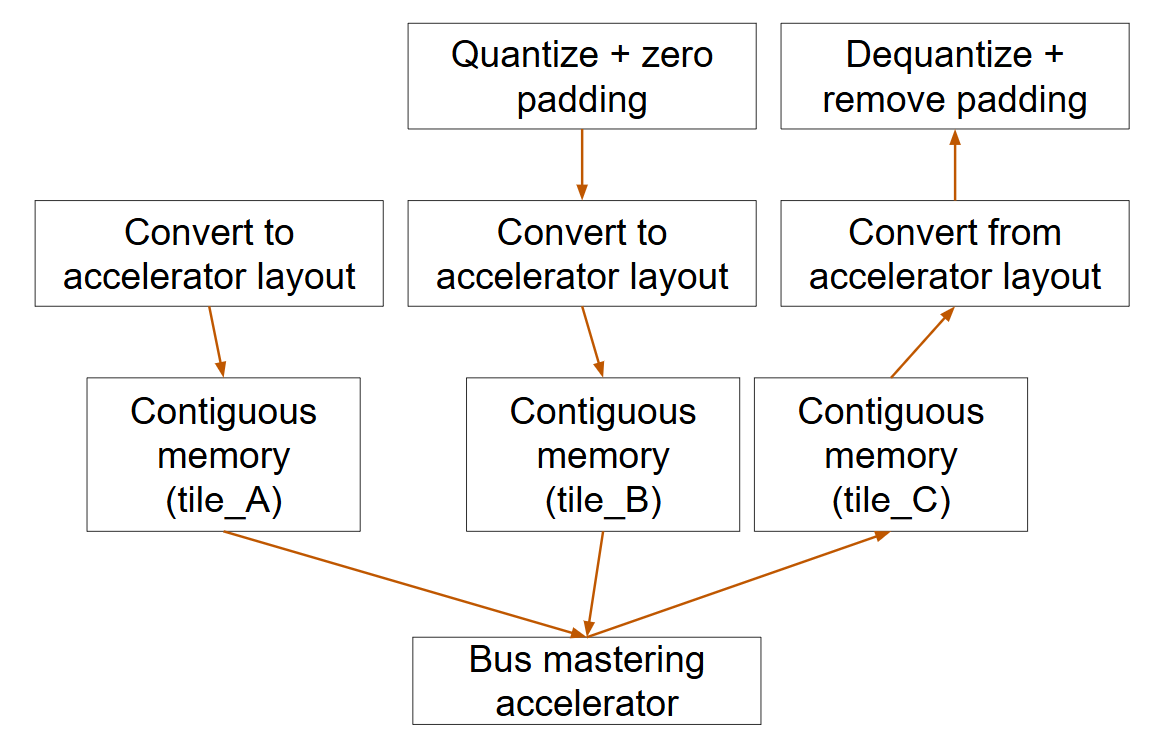 Quantize + zero
padding
Dequantize +
remove padding
Convert to
accelerator layout
Convert to
accelerator layout
Convert from
accelerator layout
Contiguous
memory
(tile_A)
Contiguous
memory
(tile_B)
Contiguous
memory
(tile_C)
Bus mastering
accelerator